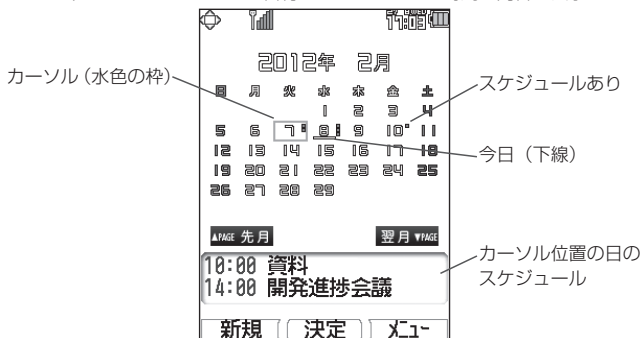 11:03
2012年 2月
カーソル（水色の枠）
日 月 火 水 木 金 土
スケジュールあり
1 2 3 4
5 6 7 8 9 10 11
今日（下線）
12 13 14 15 16 17 18
19 20 21 22 23 24 25
26 27 28 29
▲PAGE 先月
翌月 ▼PAGE
カーソル位置の日の
スケジュール
10:00 資料
14:00 開発進捗会議
新規 決定 メニュー